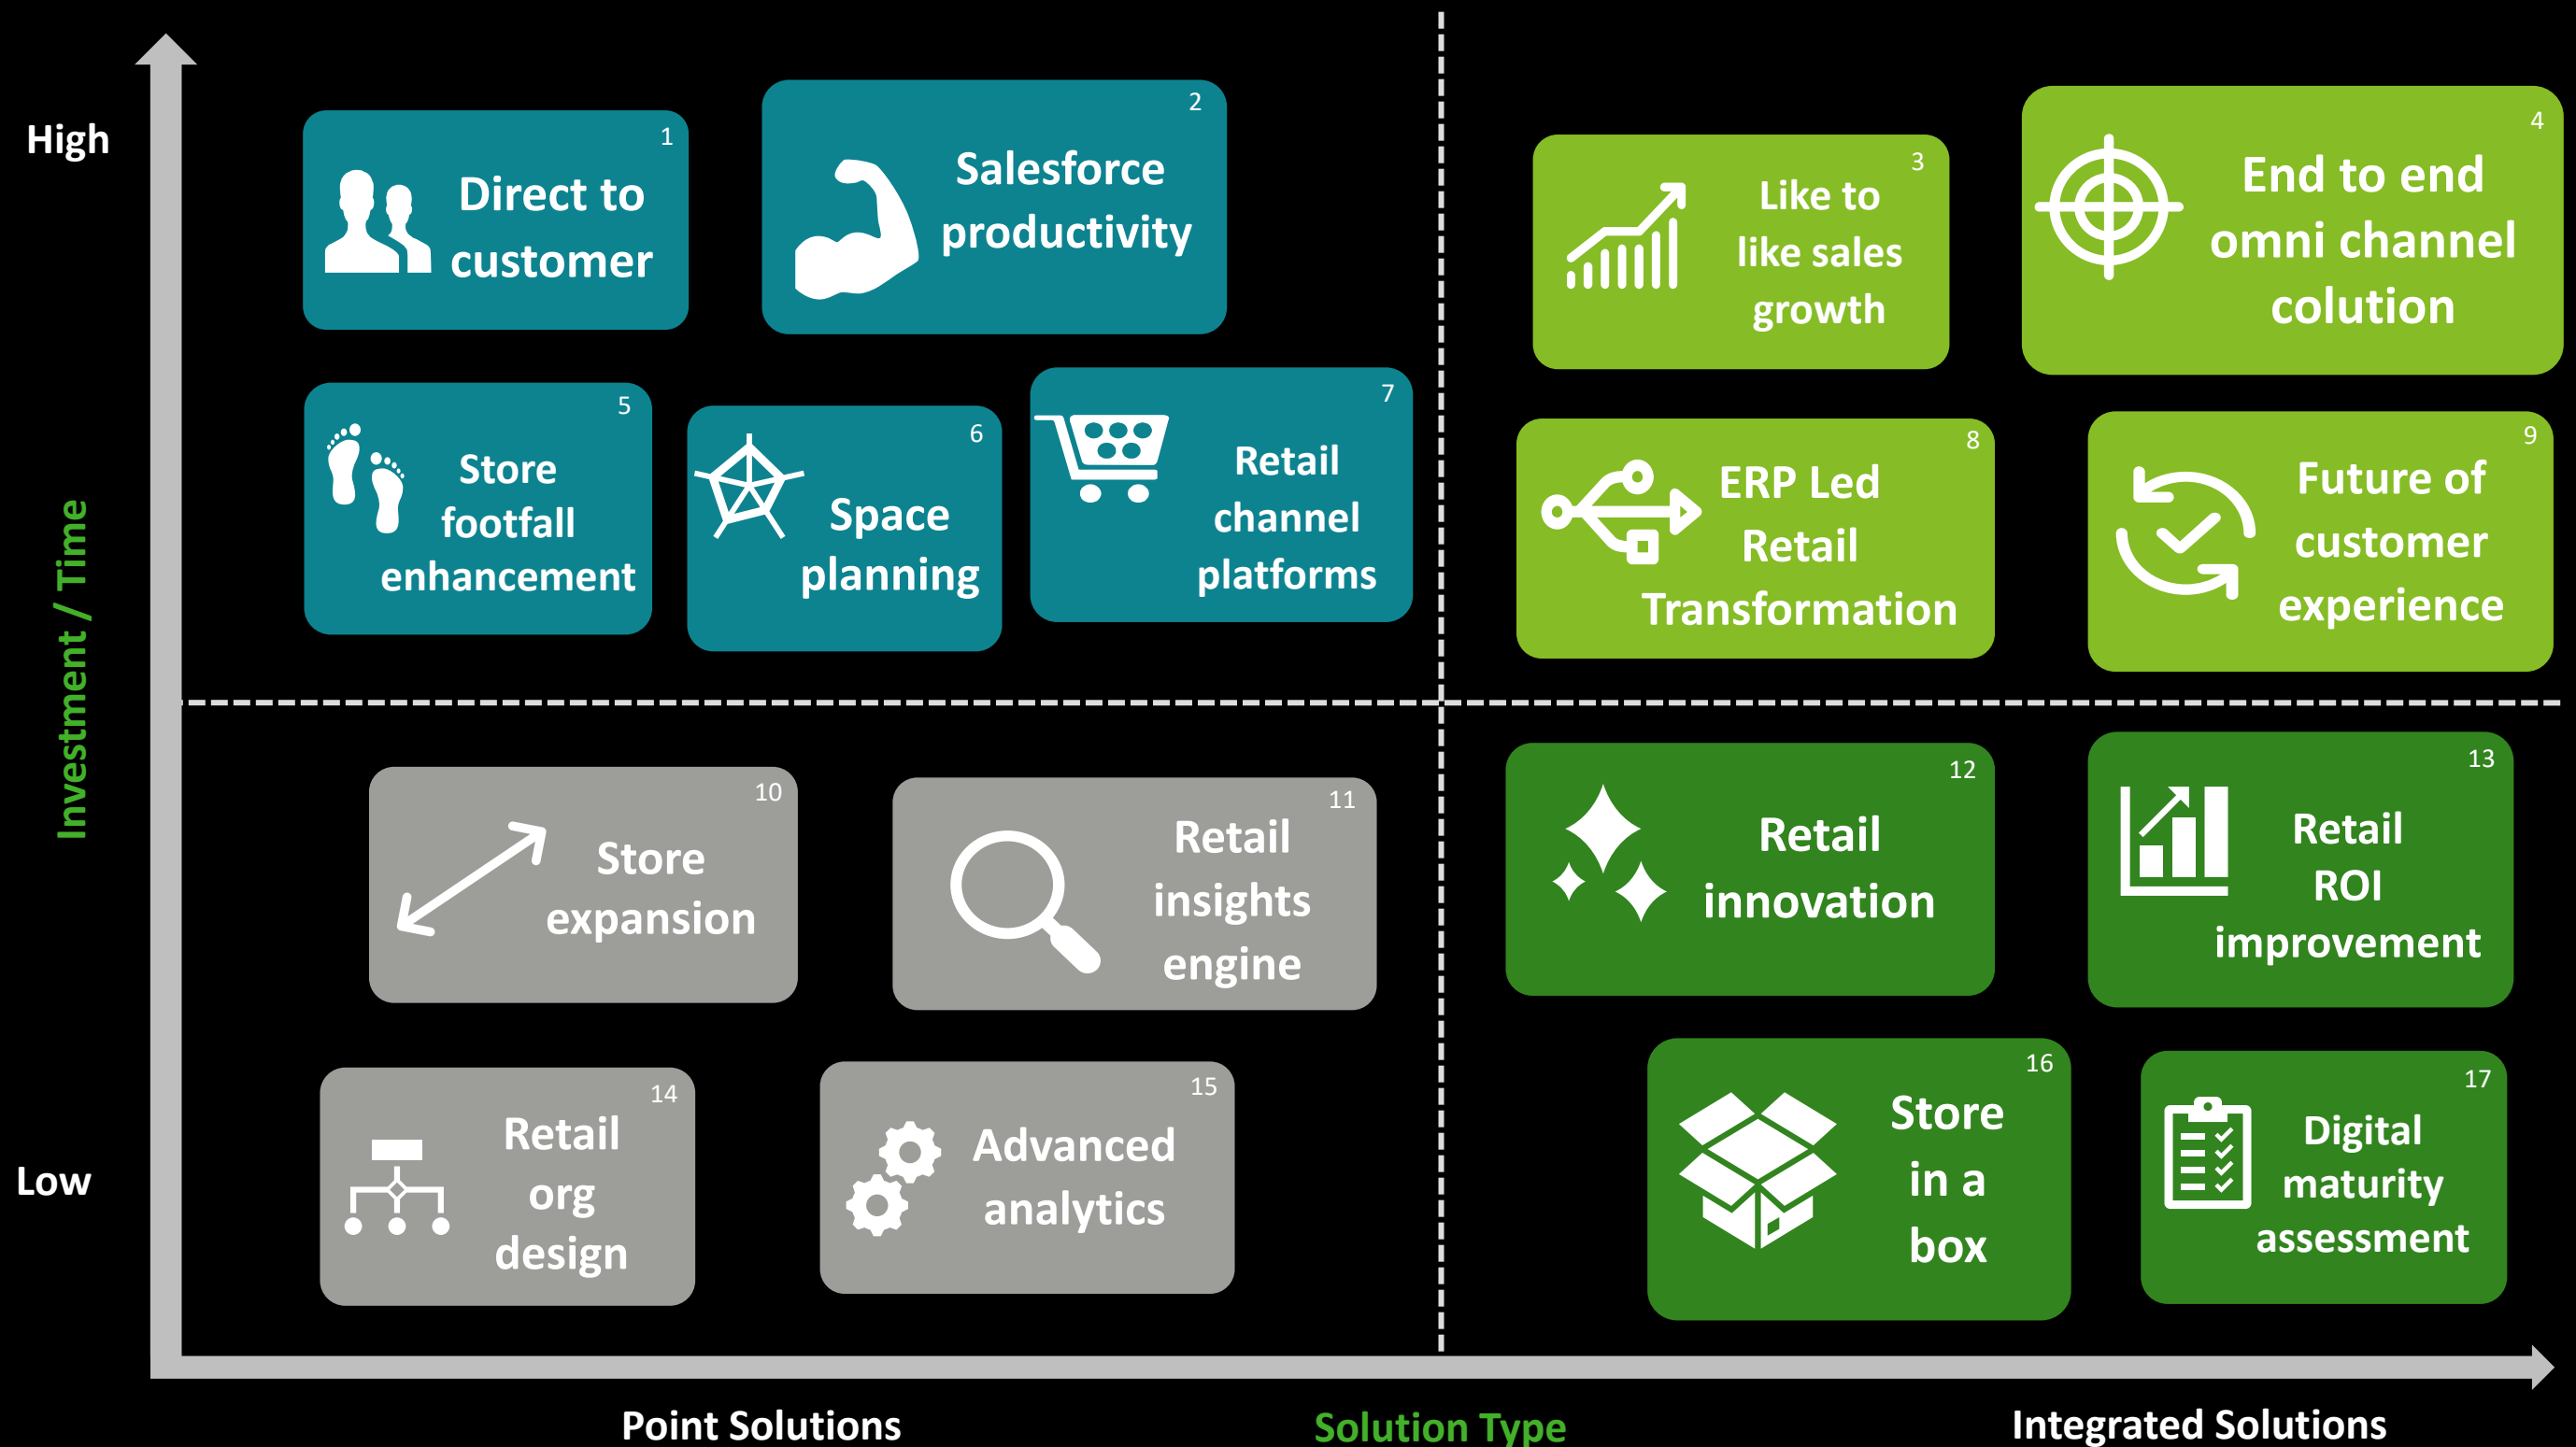 High
1
Direct to
customer
2
Salesforce
productivity
3
Like to
like sales
growth
4
End to end
omni channel
colution
5
Store
footfall
enhancement
6
Space
planning
7
Retail
channel
platforms
8
ERP Led
Retail
Transformation
9
Future of
customer
experience
Investment / Time
10
Store
expansion
11
Retail
insights
engine
12
Retail
innovation
13
Retail
ROI
improvement
Low
14
Retail
org
design
15
Advanced
analytics
16
Store
in a
box
17
Digital
maturity
assessment
Point Solutions
Solution Type
Integrated Solutions